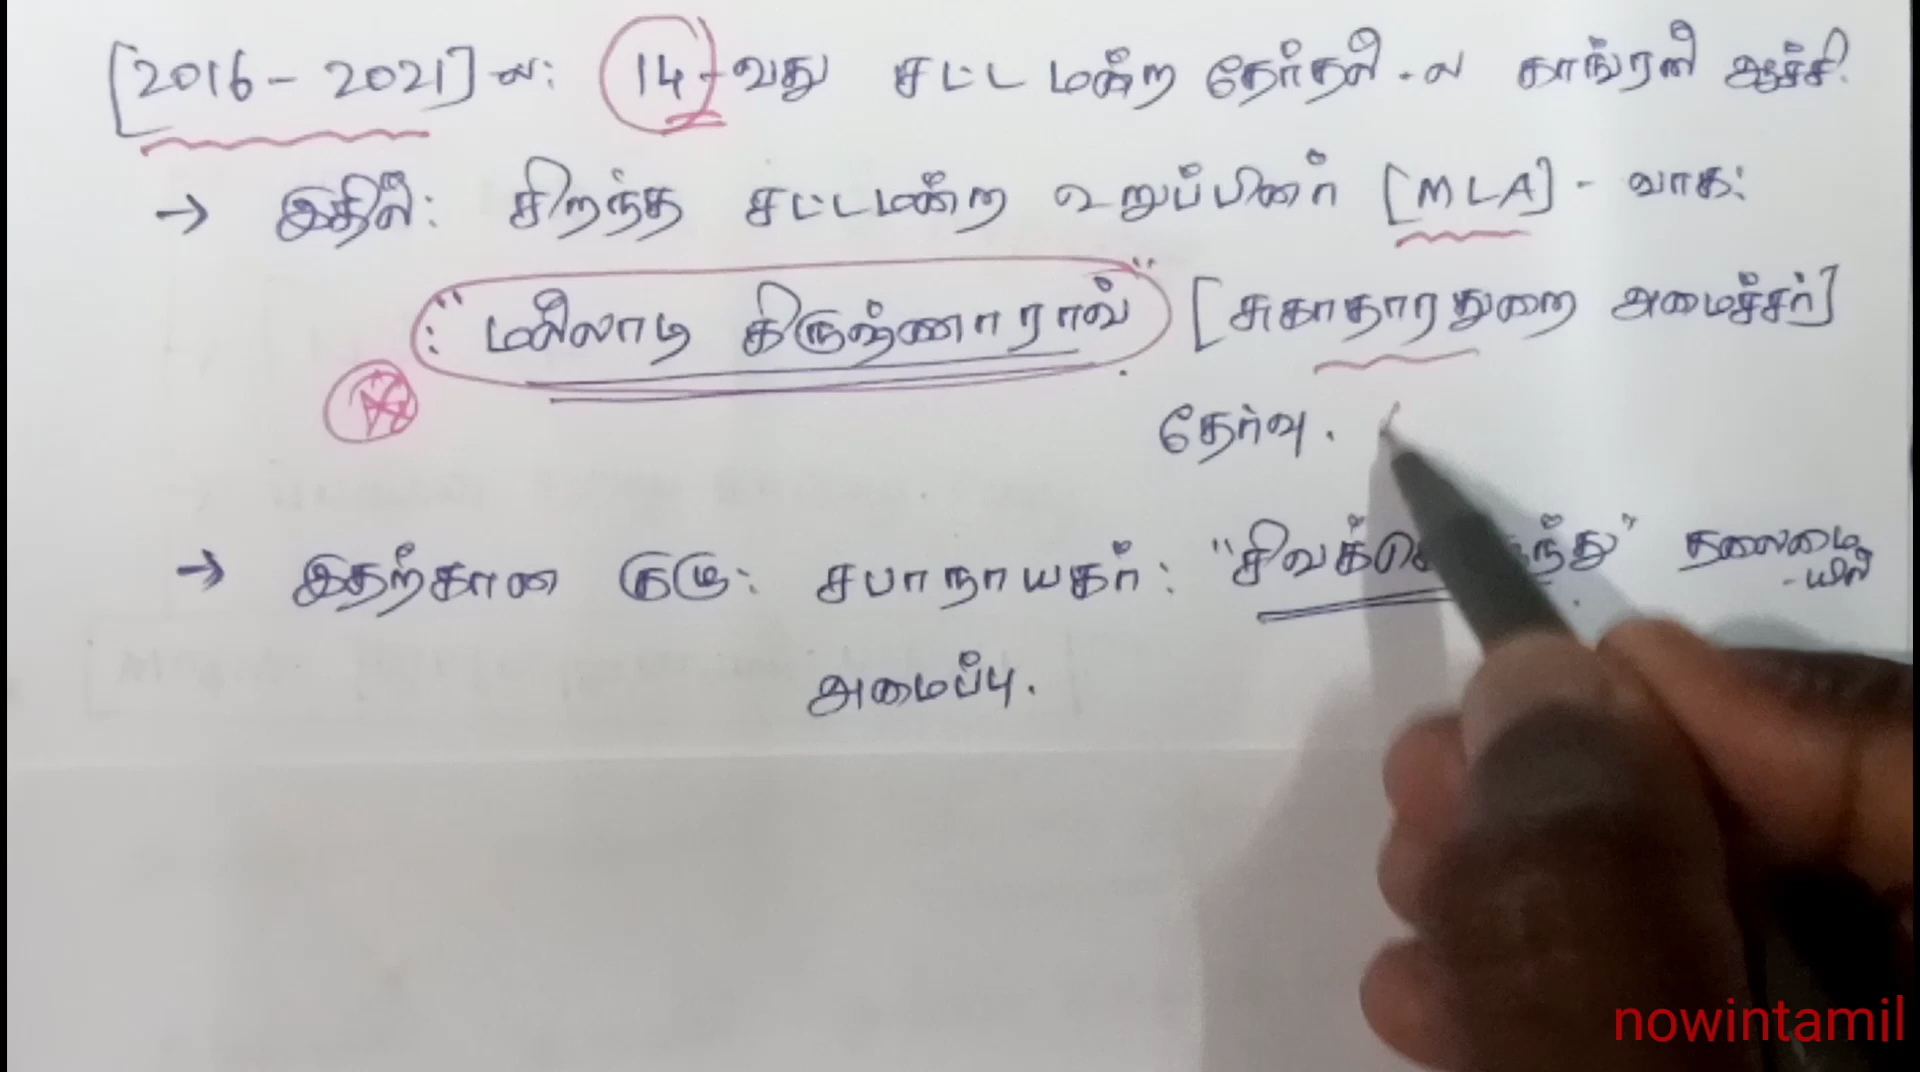 [2016 - 2021]-ல: 14-வது சட்டமன்ற தேர்தல்-ல காங்ரஸ் ஆட்சி.
→ இதில்: சிறந்த சட்டமன்ற உறுப்பினர் [MLA] - வாக:
: "மல்லாடி கிருஷ்ணாராவ்" [சுகாதாரதுறை அமைச்சர்]
தேர்வு.
→ இதற்கான குழு: சபாநாயகர்: தலைமை
-யில்
அமைப்பு.
nowintamil